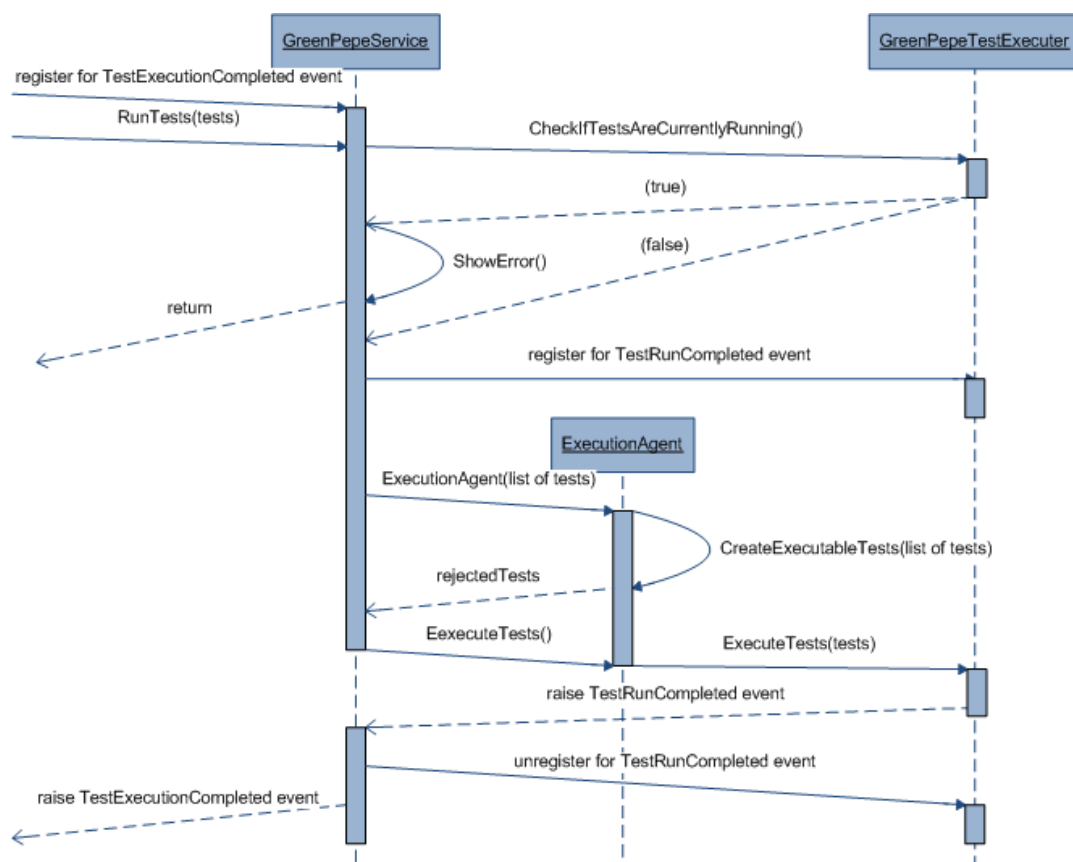 GreenPepeService
GreenPepeTestExecuter
register for TestExecutionCompleted event
RunTests(tests)
CheckIfTestsAreCurrentlyRunning()
(true)
(false)
ShowError()
return
register for TestRunCompleted event
ExecutionAgent
ExecutionAgent(list of tests)
CreateExecutableTests(list of tests)
rejectedTests
EexecuteTests()
ExecuteTests(tests)
raise TestRunCompleted event
unregister for TestRunCompleted event
raise TestExecutionCompleted event